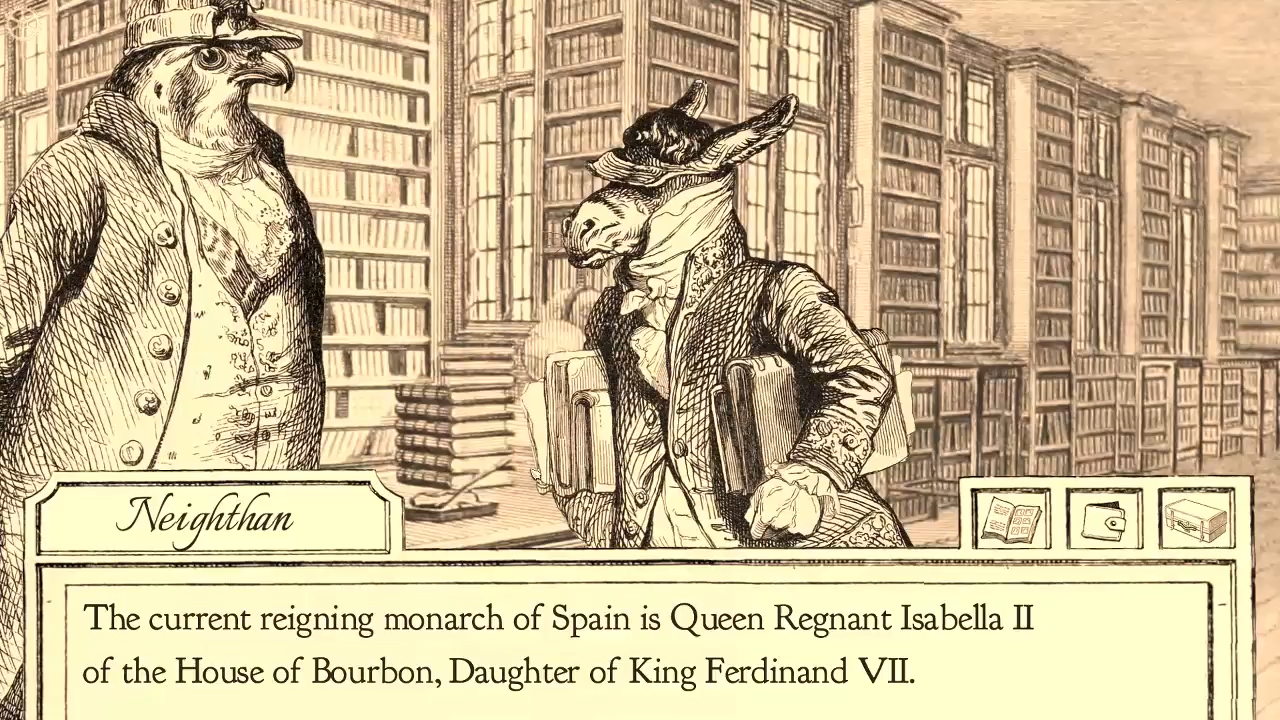 Neighthan
The current reigning monarch of Spain is Queen Regnant Isabella II
of the House of Bourbon, Daughter of King Ferdinand VII.